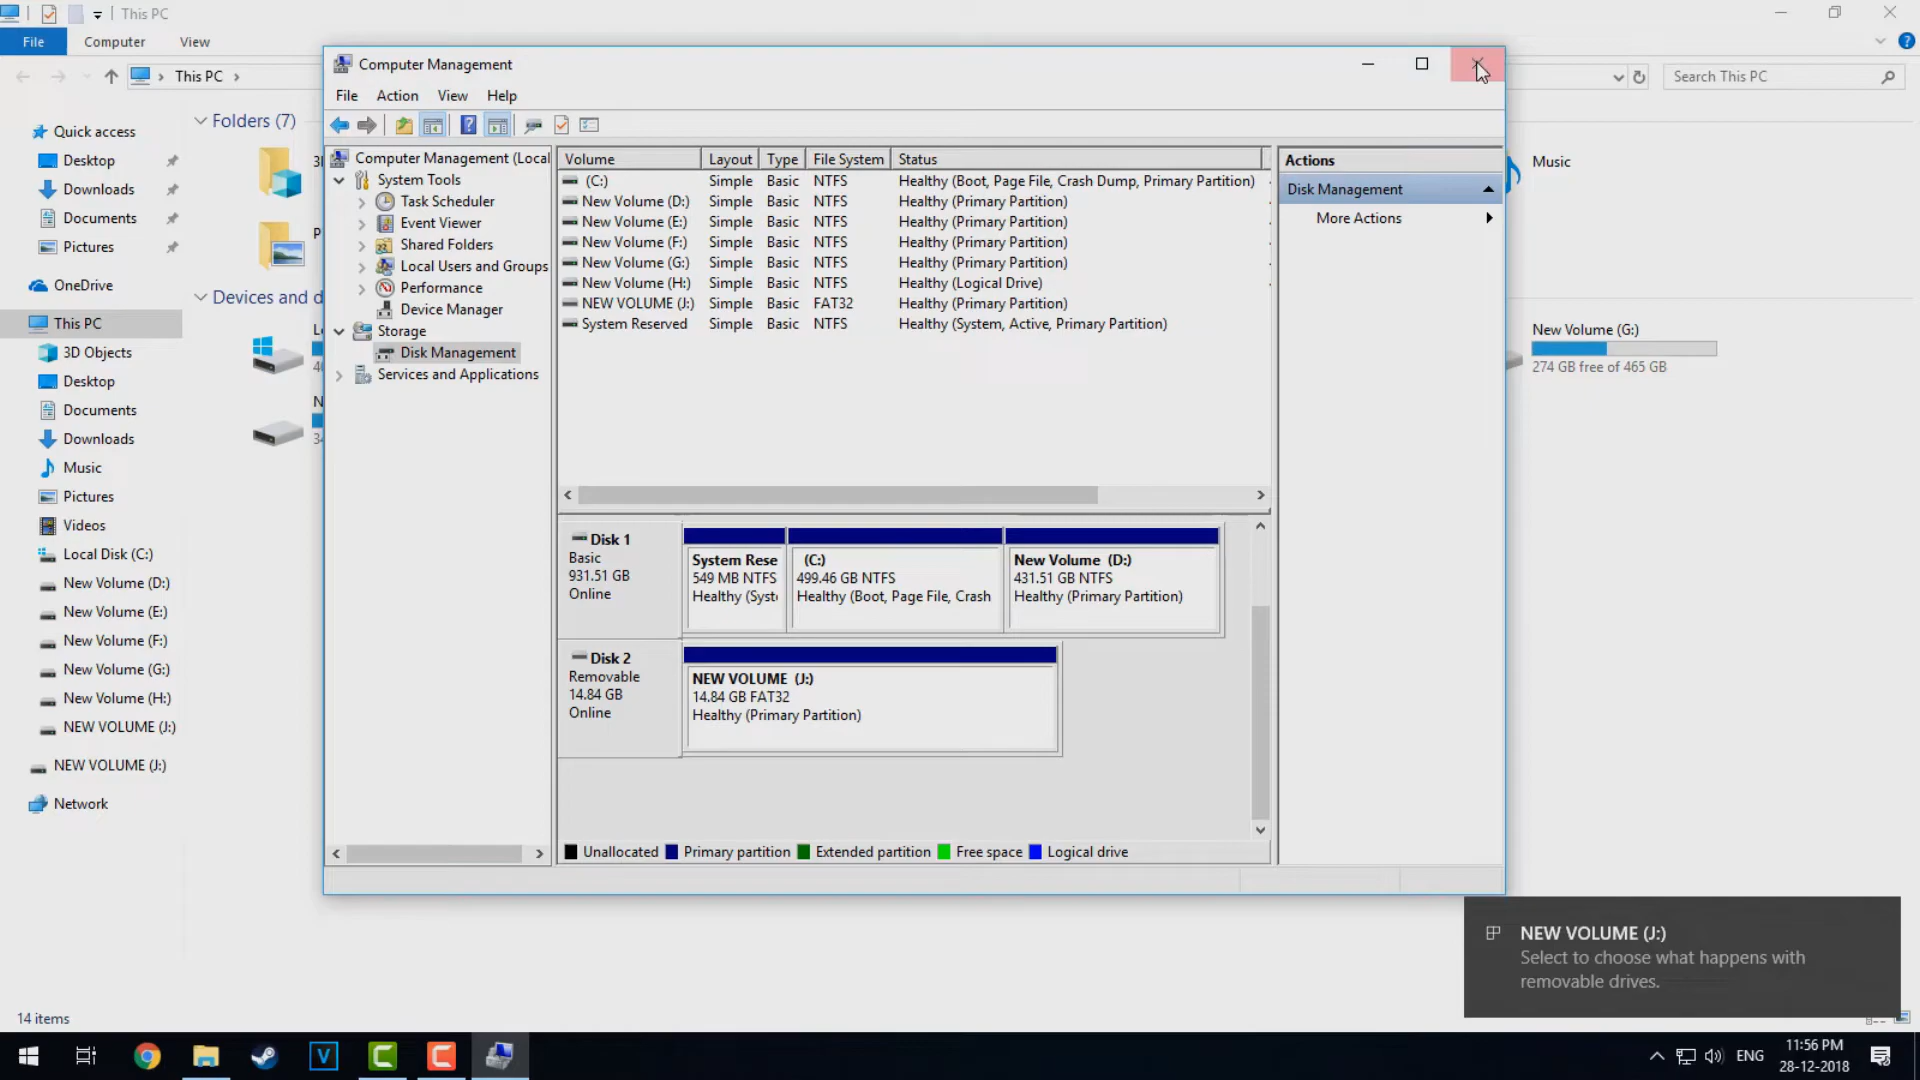 This PC
File Computer View
This PC
Search This PC
Quick access
Desktop
Downloads
Documents
Pictures
OneDrive
This PC
3D Objects
Desktop
Documents
Downloads
Music
Pictures
Videos
Local Disk (C:)
New Volume (D:)
New Volume (E:)
New Volume (F:)
New Volume (G:)
New Volume (H:)
NEW VOLUME (J:)
NEW VOLUME (J:)
Network
14 items
Folders (7)
Devices and d
Music
New Volume (G:)
274 GB free of 465 GB
Computer Management
File Action View Help
Computer Management (Local
System Tools
Task Scheduler
Event Viewer
Shared Folders
Local Users and Groups
Performance
Device Manager
Storage
Disk Management
Services and Applications
Volume Layout Type File System Status
(C:) Simple Basic NTFS Healthy (Boot, Page File, Crash Dump, Primary Partition)
New Volume (D:) Simple Basic NTFS Healthy (Primary Partition)
New Volume (E:) Simple Basic NTFS Healthy (Primary Partition)
New Volume (F:) Simple Basic NTFS Healthy (Primary Partition)
New Volume (G:) Simple Basic NTFS Healthy (Primary Partition)
New Volume (H:) Simple Basic NTFS Healthy (Logical Drive)
NEW VOLUME (J:) Simple Basic FAT32 Healthy (Primary Partition)
System Reserved Simple Basic NTFS Healthy (System, Active, Primary Partition)
Disk 1
Basic
931.51 GB
Online
System Rese
549 MB NTFS
Healthy (Syst
(C:)
499.46 GB NTFS
Healthy (Boot, Page File, Crash
New Volume (D:)
431.51 GB NTFS
Healthy (Primary Partition)
Disk 2
Removable
14.84 GB
Online
NEW VOLUME (J:)
14.84 GB FAT32
Healthy (Primary Partition)
Unallocated Primary partition Extended partition Free space Logical drive
Actions
Disk Management
More Actions
NEW VOLUME (J:)
Select to choose what happens with
removable drives.
ENG
11:56 PM
28-12-2018